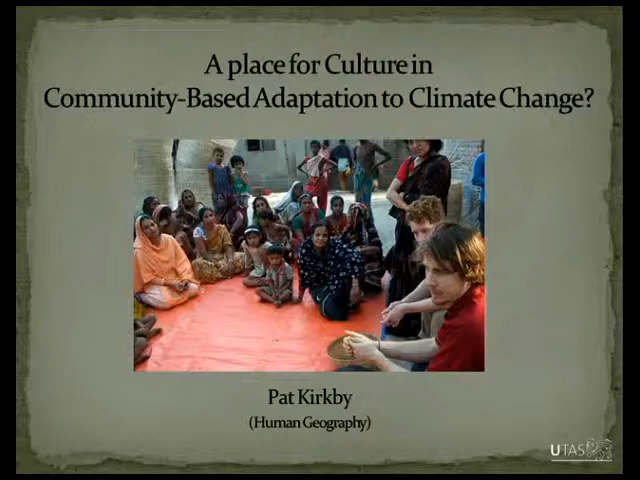 A place for Culture in
Community-Based Adaptation to Climate Change?
Pat Kirkby
(Human Geography)
UTAS